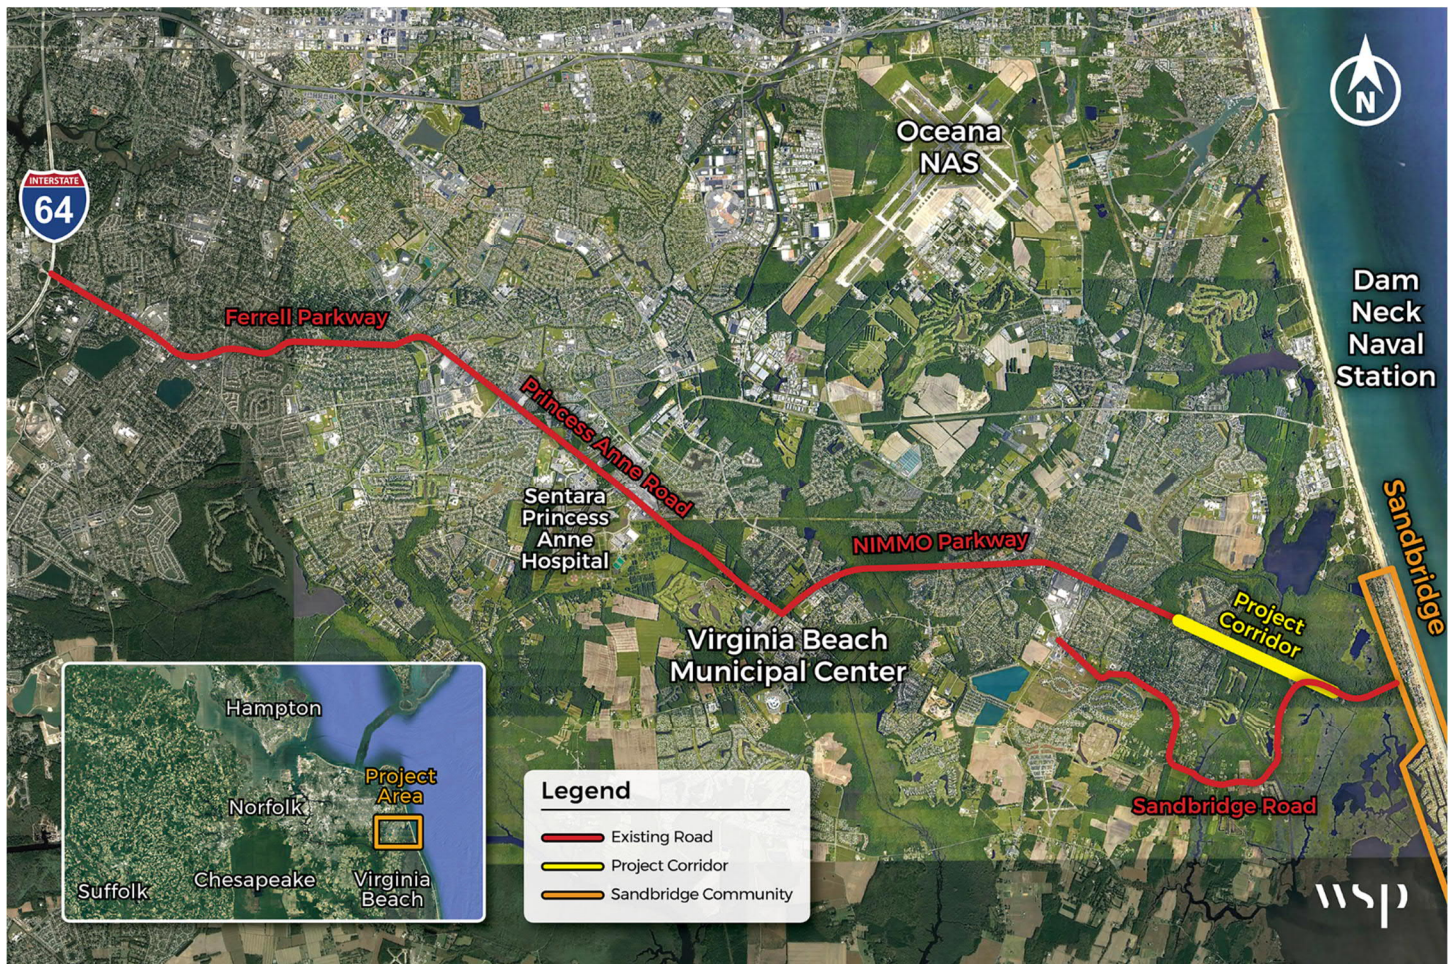 Oceana
NAS
N
INTERSTATE
64
Dam
Neck
Naval
Station
Ferrell Parkway
Princess Anne Road
Sentara
Princess
Anne
Hospital
NIMMO Parkway
Sandbridge
Project
Corridor
Virginia Beach
Municipal Center
Sandbridge Road
Hampton
Project
Area
Norfolk
Chesapeake
Virginia
Beach
Suffolk
Legend
Existing Road
Project Corridor
Sandbridge Community
wsp